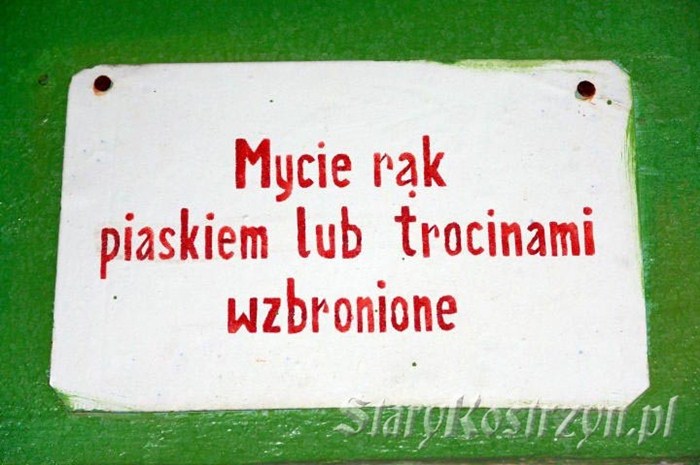 Mycie rąk
piaskiem lub trocinami
wzbronione
StaryKostrzyn.pl